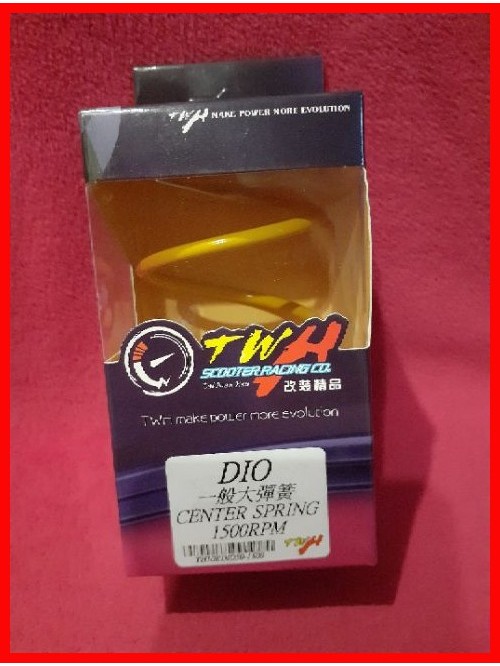 TWH MAKE POWER MORE EVOLUTION
TWH
SCOOTER RACING CO.
改装精品
TWH make power more evolution
DIO
一般大彈簧
CENTER SPRING
1500RPM
TWH